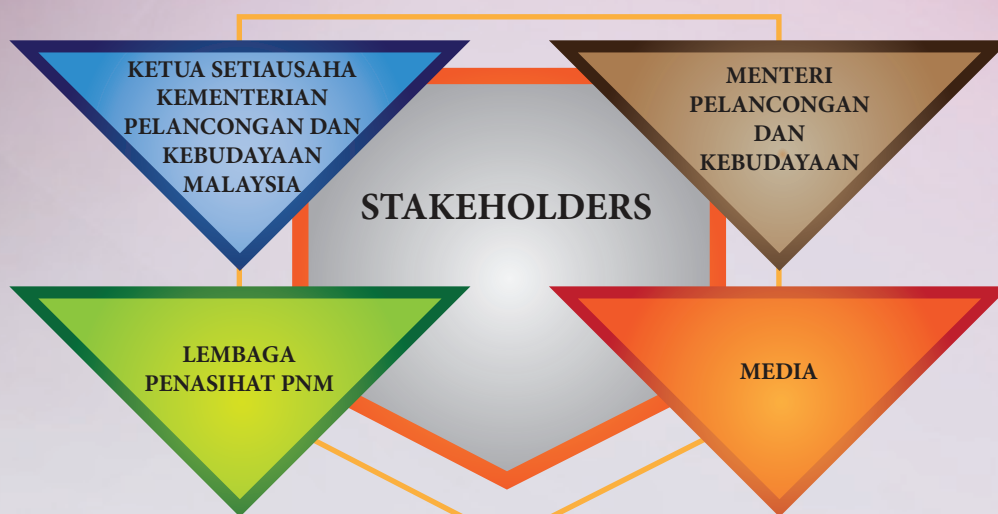 KETUA SETIAUSAHA
KEMENTERIAN
PELANCONGAN DAN
KEBUDAYAAN
MALAYSIA
MENTERI
PELANCONGAN
DAN
KEBUDAYAAN
STAKEHOLDERS
LEMBAGA
PENASIHAT PNM
MEDIA